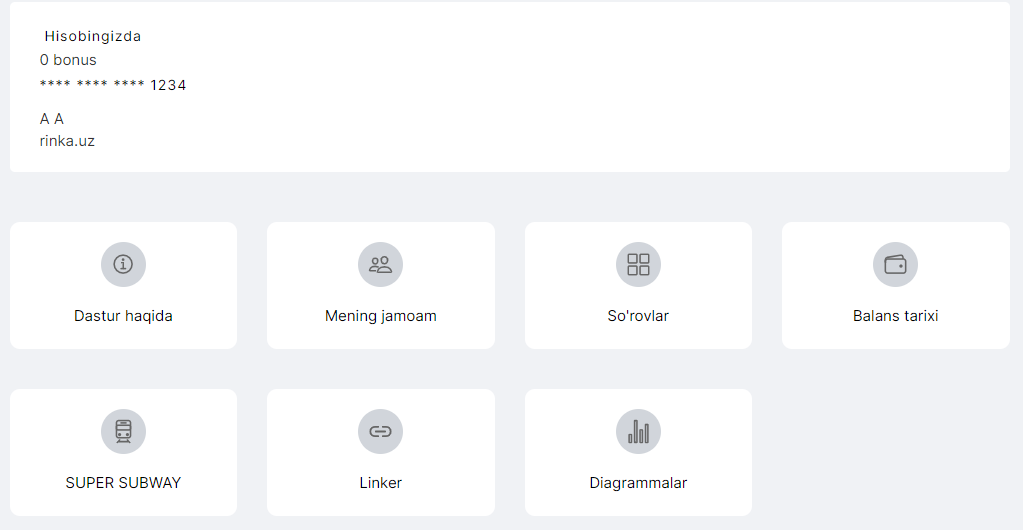 Hisobingizda
0 bonus
**** **** **** 1234
A A
rinka.uz
Dastur haqida
Mening jamoam
So'rovlar
Balans tarixi
SUPER SUBWAY
Linker
Diagrammalar